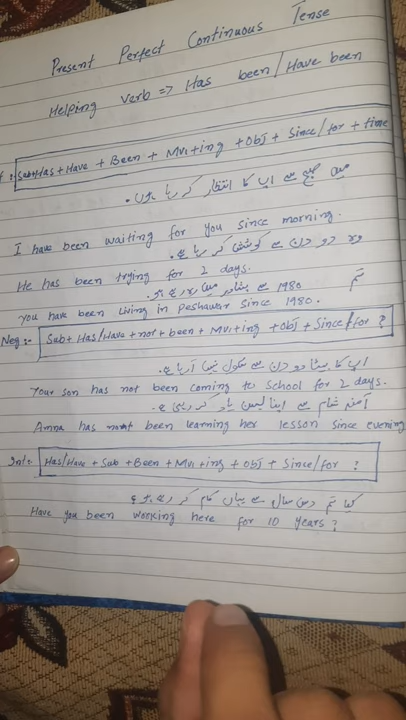 Present Perfect Continuous Tense
Helping verb => Has been/Have been
Sub+Has+Have + Been + Mv1+ing +Obj + Since/for + time
میں صبح سے آپ کا انتظار کر رہا ہوں۔
I have been waiting for you since morning.
وہ دو دن سے کوشش کر رہا ہے۔
He has been trying for 2 days.
تم 1980 سے پشاور میں رہ رہے ہو۔
You have been living in Peshawar since 1980.
Neg:- Sub+ Has/Have +not +been + Mv1+ing +Obj + Since/for ?
آپ کا بیٹا دو دن سے سکول نہیں آ رہا ہے۔
Your son has not been coming to School for 2 days.
آمنہ شام سے اپنا سبق یاد کر رہی ہے۔
Amna has not been learning her lesson since evening
Int:- Has/Have + Sub +Been +Mv1+ing + Obj + Since/for ?
کیا تم دس سال سے یہاں کام کر رہے ہو؟
Have you been working here for 10 years?